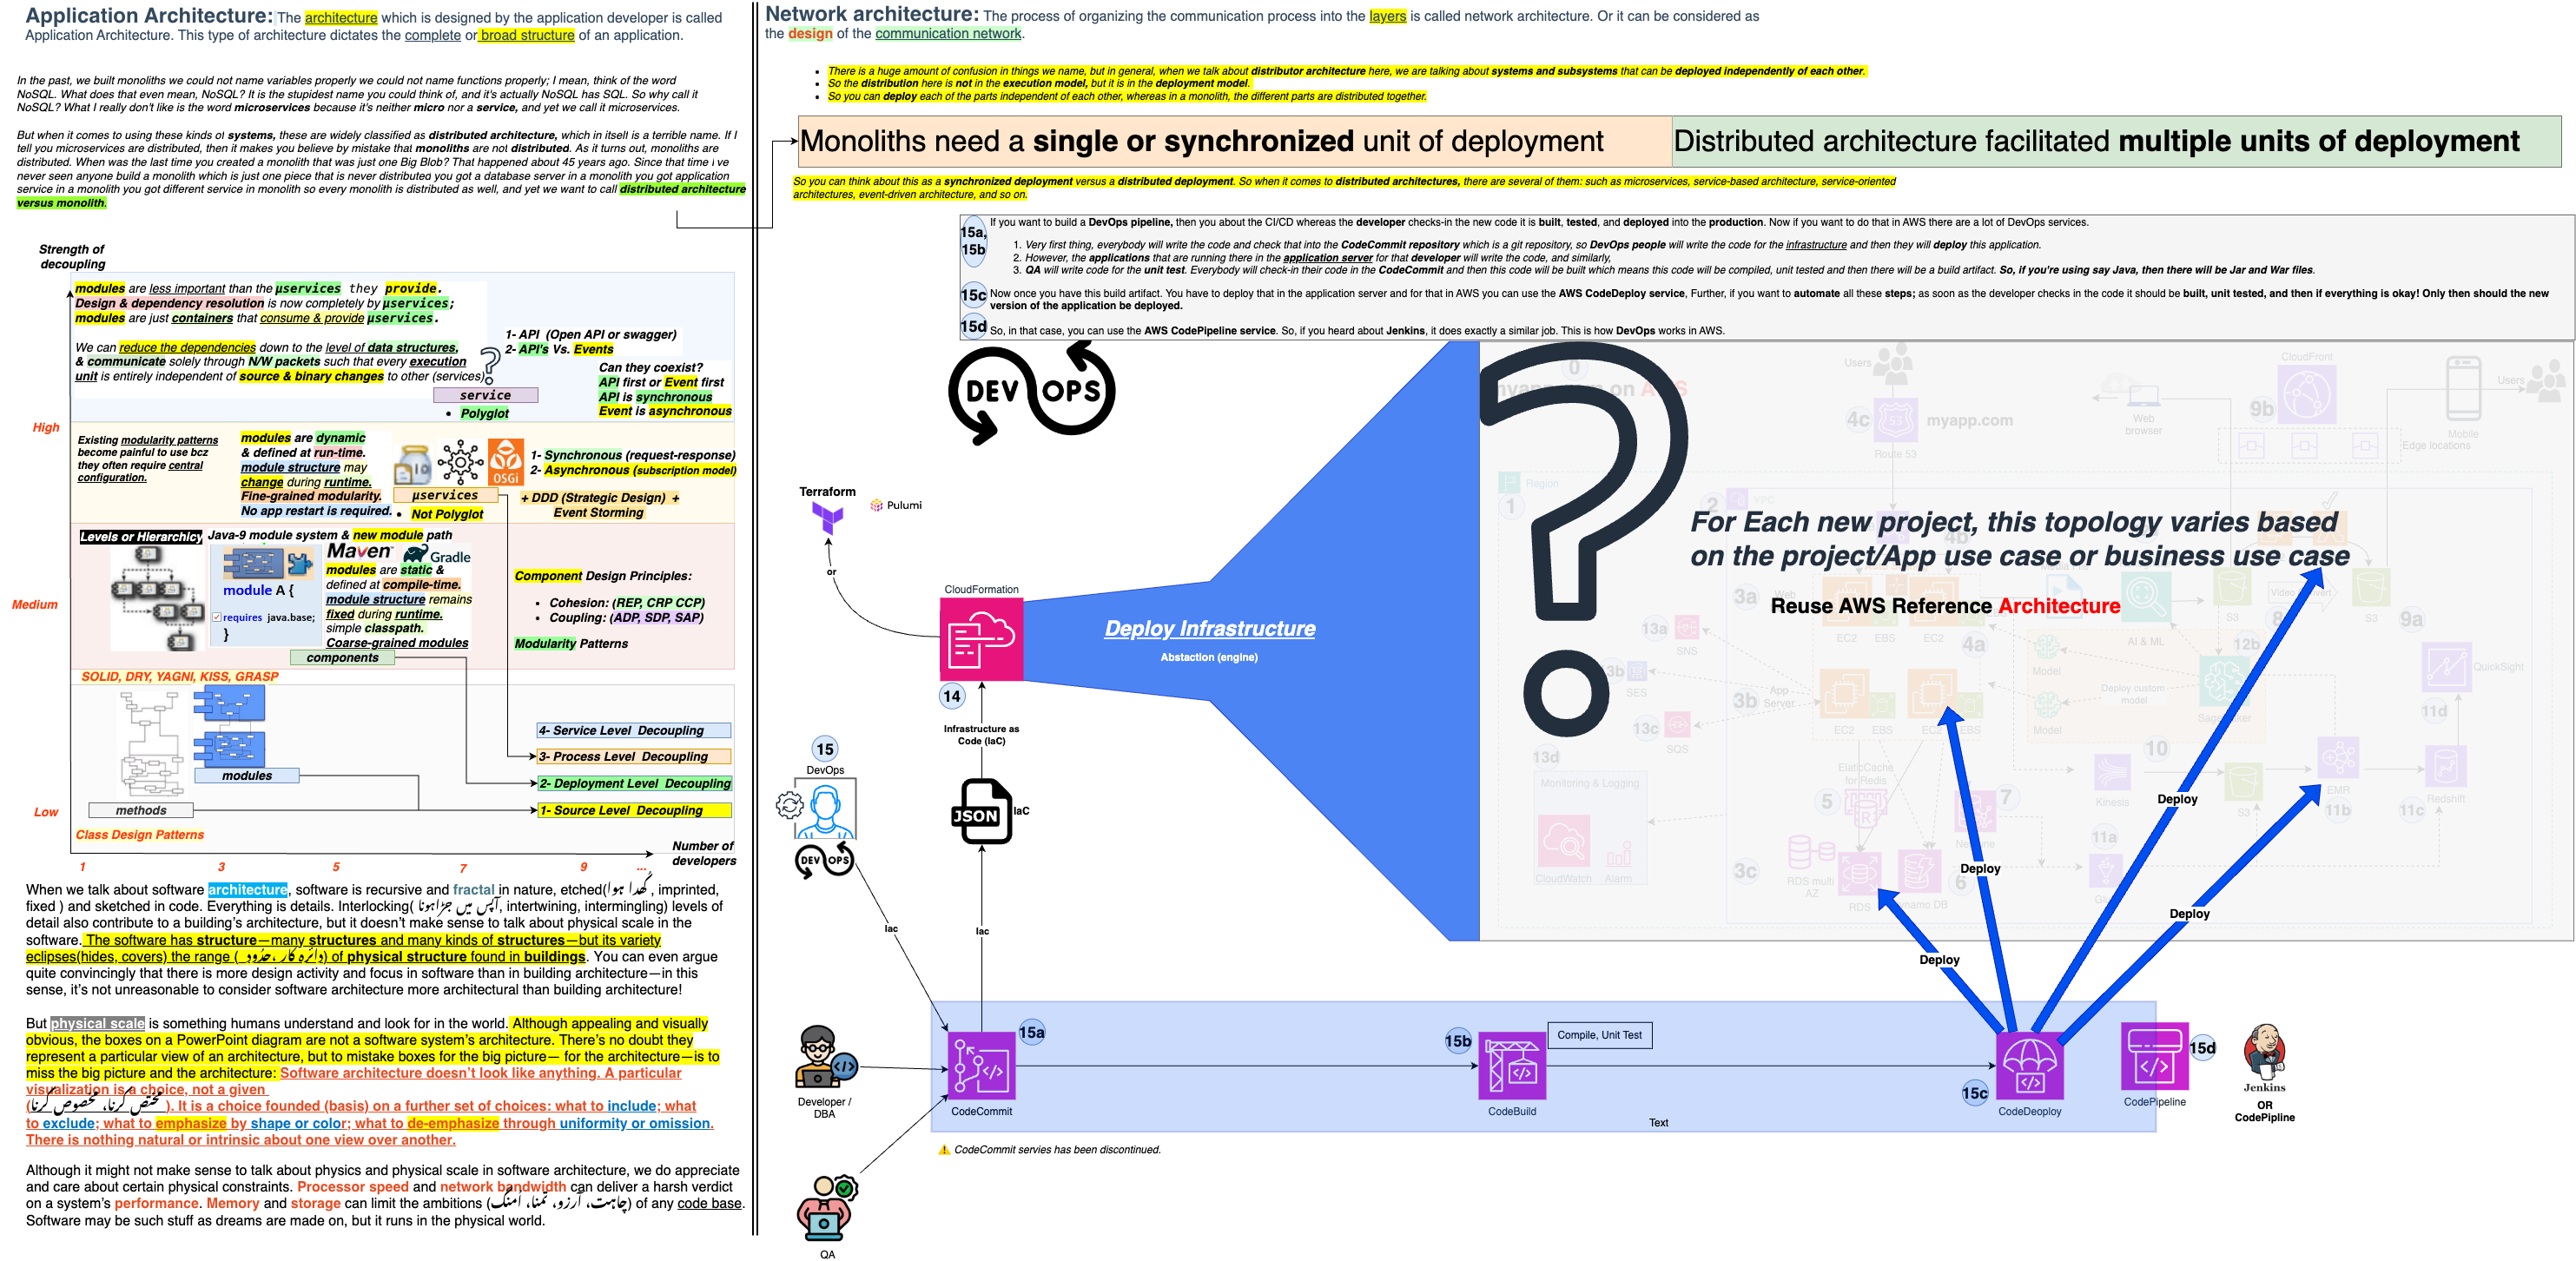 Application Architecture: The architecture which is designed by the application developer is called
Application Architecture. This type of architecture dictates the complete or broad structure of an application.
In the past, we built monoliths we could not name variables properly we could not name functions properly; I mean, think of the word
NoSQL. What does that even mean, NoSQL? It is the stupidest name you could think of, and it's actually NoSQL has SQL. So why call it
NoSQL? What I really don't like is the word microservices because it's neither micro nor a service, and yet we call it microservices.
But when it comes to using these kinds of systems, these are widely classified as distributed architecture, which in itself is a terrible name. If I
tell you microservices are distributed, then it makes you believe by mistake that monoliths are not distributed. As it turns out, monoliths are
distributed. When was the last time you created a monolith that was just one Big Blob? That happened about 45 years ago. Since that time I ve
never seen anyone build a monolith which is just one piece that is never distributed you got a database server in a monolith you got application
service in a monolith you got different service in monolith so every monolith is distributed as well, and yet we want to call distributed architecture
versus monolith.
Strength of
decoupling
modules are less important than the µservices they provide.
Design & dependency resolution is now completely by µservices;
modules are just containers that consume & provide µservices.
We can reduce the dependencies down to the level of data structures,
& communicate solely through N/W packets such that every execution
unit is entirely independent of source & binary changes to other (services)
?
service
• Polyglot
1- API (Open API or swagger)
2- API's Vs. Events
Can they coexist?
API first or Event first
API is synchronous
Event is asynchronous
High
Existing modularity patterns
become painful to use bcz
they often require central
configuration.
modules are dynamic
& defined at run-time.
module structure may
change during runtime.
Fine-grained modularity.
No app restart is required.
OSGi
µservices
• Not Polyglot
1- Synchronous (request-response)
2- Asynchronous (subscription model)
+ DDD (Strategic Design) +
Event Storming
Levels or Hierarchicy
Java-9 module system & new module path
module A {
requires java.base;
}
Maven
Gradle
modules are static &
defined at compile-time.
module structure remains
fixed during runtime.
simple classpath.
Coarse-grained modules
components
Medium
Component Design Principles:
• Cohesion: (REP, CRP CCP)
• Coupling: (ADP, SDP, SAP)
Modularity Patterns
SOLID, DRY, YAGNI, KISS, GRASP
modules
methods
Low
Class Design Patterns
4- Service Level Decoupling
3- Process Level Decoupling
2- Deployment Level Decoupling
1- Source Level Decoupling
1 3 5 7 9 ...
Number of
developers
When we talk about software architecture, software is recursive and fractal in nature, etched(گھدا ہوا, imprinted,
fixed ) and sketched in code. Everything is details. Interlocking( آپس میں جڑاہونا, intertwining, intermingling) levels of
detail also contribute to a building's architecture, but it doesn't make sense to talk about physical scale in the
software. The software has structure—many structures and many kinds of structures—but its variety
eclipses(hides, covers) the range ( دائرہ کار ،حدود) of physical structure found in buildings. You can even argue
quite convincingly that there is more design activity and focus in software than in building architecture—in this
sense, it's not unreasonable to consider software architecture more architectural than building architecture!
But physical scale is something humans understand and look for in the world. Although appealing and visually
obvious, the boxes on a PowerPoint diagram are not a software system's architecture. There's no doubt they
represent a particular view of an architecture, but to mistake boxes for the big picture— for the architecture—is to
miss the big picture and the architecture: Software architecture doesn't look like anything. A particular
visualization is a choice, not a given
(مختص کرنا، مخصوص کرنا). It is a choice founded (basis) on a further set of choices: what to include; what
to exclude; what to emphasize by shape or color; what to de-emphasize through uniformity or omission.
There is nothing natural or intrinsic about one view over another.
Although it might not make sense to talk about physics and physical scale in software architecture, we do appreciate
and care about certain physical constraints. Processor speed and network bandwidth can deliver a harsh verdict
on a system's performance. Memory and storage can limit the ambitions (چاہت، آرزو، تمنا، امنگ) of any code base.
Software may be such stuff as dreams are made on, but it runs in the physical world.
Network architecture: The process of organizing the communication process into the layers is called network architecture. Or it can be considered as
the design of the communication network.
• There is a huge amount of confusion in things we name, but in general, when we talk about distributor architecture here, we are talking about systems and subsystems that can be deployed independently of each other.
• So the distribution here is not in the execution model, but it is in the deployment model.
• So you can deploy each of the parts independent of each other, whereas in a monolith, the different parts are distributed together.
Monoliths need a single or synchronized unit of deployment
Distributed architecture facilitated multiple units of deployment
So you can think about this as a synchronized deployment versus a distributed deployment. So when it comes to distributed architectures, there are several of them: such as microservices, service-based architecture, service-oriented
architectures, event-driven architecture, and so on.
15a,
15b
If you want to build a DevOps pipeline, then you about the CI/CD whereas the developer checks-in the new code it is built, tested, and deployed into the production. Now if you want to do that in AWS there are a lot of DevOps services.
1. Very first thing, everybody will write the code and check that into the CodeCommit repository which is a git repository, so DevOps people will write the code for the infrastructure and then they will deploy this application.
2. However, the applications that are running there in the application server for that developer will write the code, and similarly,
3. QA will write code for the unit test. Everybody will check-in their code in the CodeCommit and then this code will be built which means this code will be compiled, unit tested and then there will be a build artifact. So, if you're using say Java, then there will be Jar and War files.
15c
Now once you have this build artifact. You have to deploy that in the application server and for that in AWS you can use the AWS CodeDeploy service, Further, if you want to automate all these steps; as soon as the developer checks in the code it should be built, unit tested, and then if everything is okay! Only then should the new
version of the application be deployed.
15d
So, in that case, you can use the AWS CodePipeline service. So, if you heard about Jenkins, it does exactly a similar job. This is how DevOps works in AWS.
DEV OPS
Terraform
Pulumi
or
CloudFormation
14
Deploy Infrastructure
Abstaction (engine)
Infrastructure as
Code (IaC)
JSON
IaC
15
DevOps
DEV OPS
Iac
Iac
?
0
myapp.com on AWS
Users
4c
53
Route 53
myapp.com
Web
browser
CloudFront
9b
Edge locations
Mobile
Users
Region
1
2
VPC
4b
For Each new project, this topology varies based
on the project/App use case or business use case
Reuse AWS Reference Architecture
3a
Web
EC2 EBS EC2
4a
S3
S3
9a
13a
SNS
13b
SES
13c
SQS
3b
App
Server
EC2 EBS EC2 EBS
AI & ML
Model
Model
Deploy custom
model
12b
QuickSight
11d
13d
Monitoring & Logging
CloudWatch Alarm
ElatiCache
for Redis
5
7
10
Kinesis
S3
EMR
11b
Redshift
11c
11a
3c
RDS multi
AZ
RDS
6
Deploy
Deploy
Deploy
Deploy
Developer /
DBA
QA
15a
CodeCommit
15b
CodeBuild
Compile, Unit Test
Text
15c
CodeDeoploy
CodePipeline
15d
Jenkins
OR
CodePipline
⚠ CodeCommit servies has been discontinued.